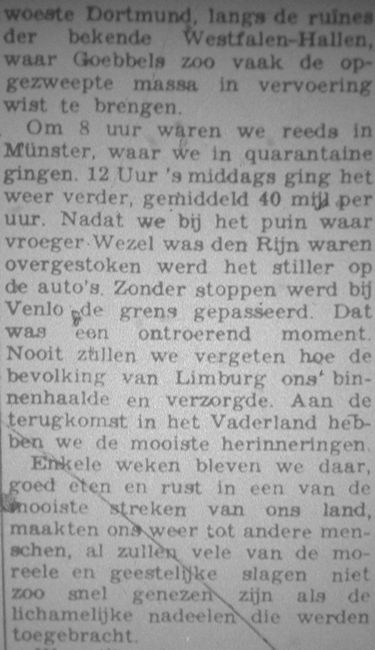 woeste Dortmund, langs de ruïnes
der bekende Westfalen-Hallen,
waar Goebbels zoo vaak de op-
gezweepte massa in vervoering
wist te brengen.
Om 8 uur waren we reeds in
Münster, waar we in quarantaine
gingen. 12 Uur 's middags ging het
weer verder, gemiddeld 40 mijl per
uur. Nadat we bij het puin waar
vroeger Wezel was den Rijn waren
overgestoken werd het stiller op
de auto's. Zonder stoppen werd bij
Venlo de grens gepasseerd. Dat
was een ontroerend moment.
Nooit zullen we vergeten hoe de
bevolking van Limburg ons bin-
nenhaalde en verzorgde. Aan de
terugkomst in het Vaderland heb-
ben we de mooiste herinneringen.
Enkele weken bleven we daar,
goed eten en rust in een van de
mooiste streken van ons land,
maakten ons weer tot andere men-
schen, al zullen vele van de mo-
reele en geestelijke slagen niet
zoo snel genezen zijn als de
lichamelijke nadeelen die werden
toegebracht.